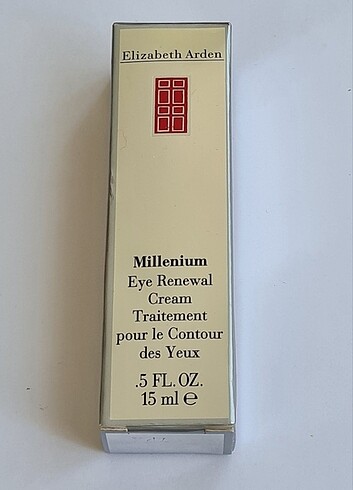 Elizabeth Arden
Millenium
Eye Renewal
Cream
Traitement
pour le Contour
des Yeux
.5 FL. OZ.
15 ml ℮